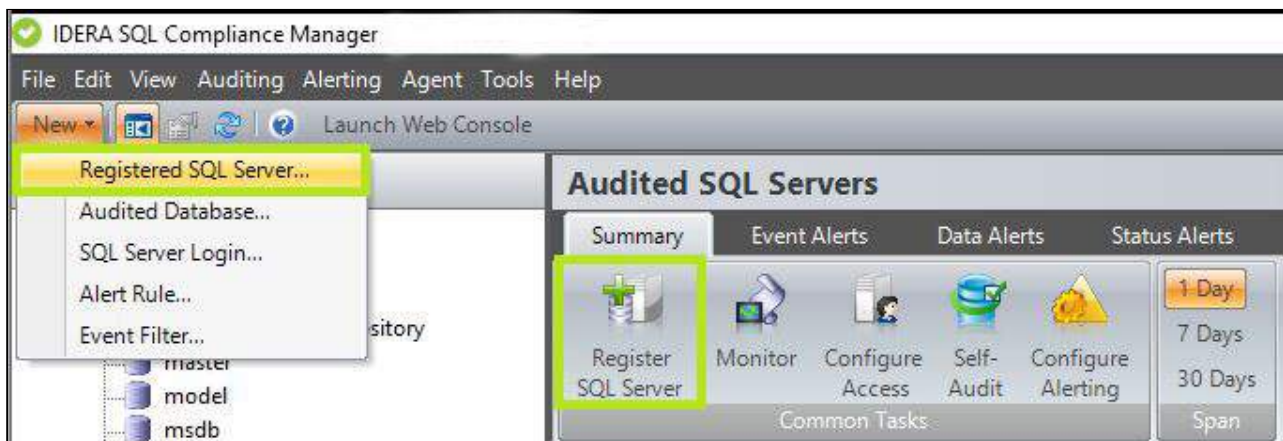 IDERA SQL Compliance Manager
File Edit View Auditing Alerting Agent Tools Help
New Launch Web Console
Registered SQL Server...
Audited Database...
SQL Server Login...
Alert Rule...
Event Filter...
sitory
master
model
msdb
Audited SQL Servers
Summary Event Alerts Data Alerts Status Alerts
Register SQL Server
Monitor
Configure Access
Self-Audit
Configure Alerting
Common Tasks
1 Day
7 Days
30 Days
Span